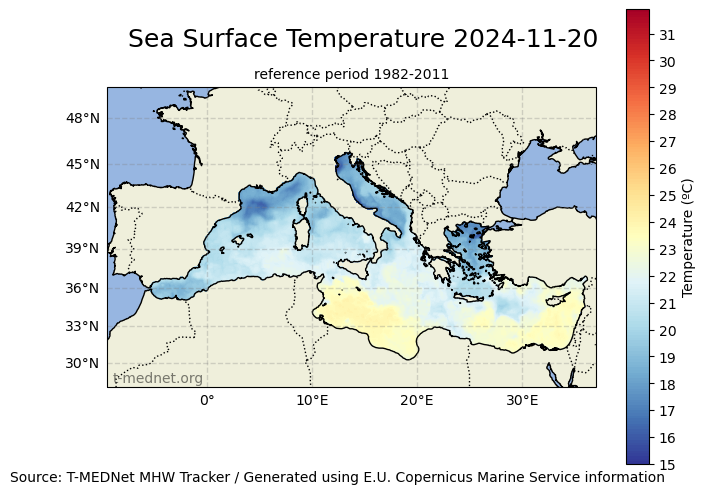 Sea Surface Temperature 2024-11-20
reference period 1982-2011
48°N
45°N
42°N
39°N
36°N
33°N
30°N
t-mednet.org
0°
10°E
20°E
30°E
31
30
29
28
27
26
25
24
23
22
21
20
19
18
17
16
15
Temperature (ºC)
Source: T-MEDNet MHW Tracker / Generated using E.U. Copernicus Marine Service information